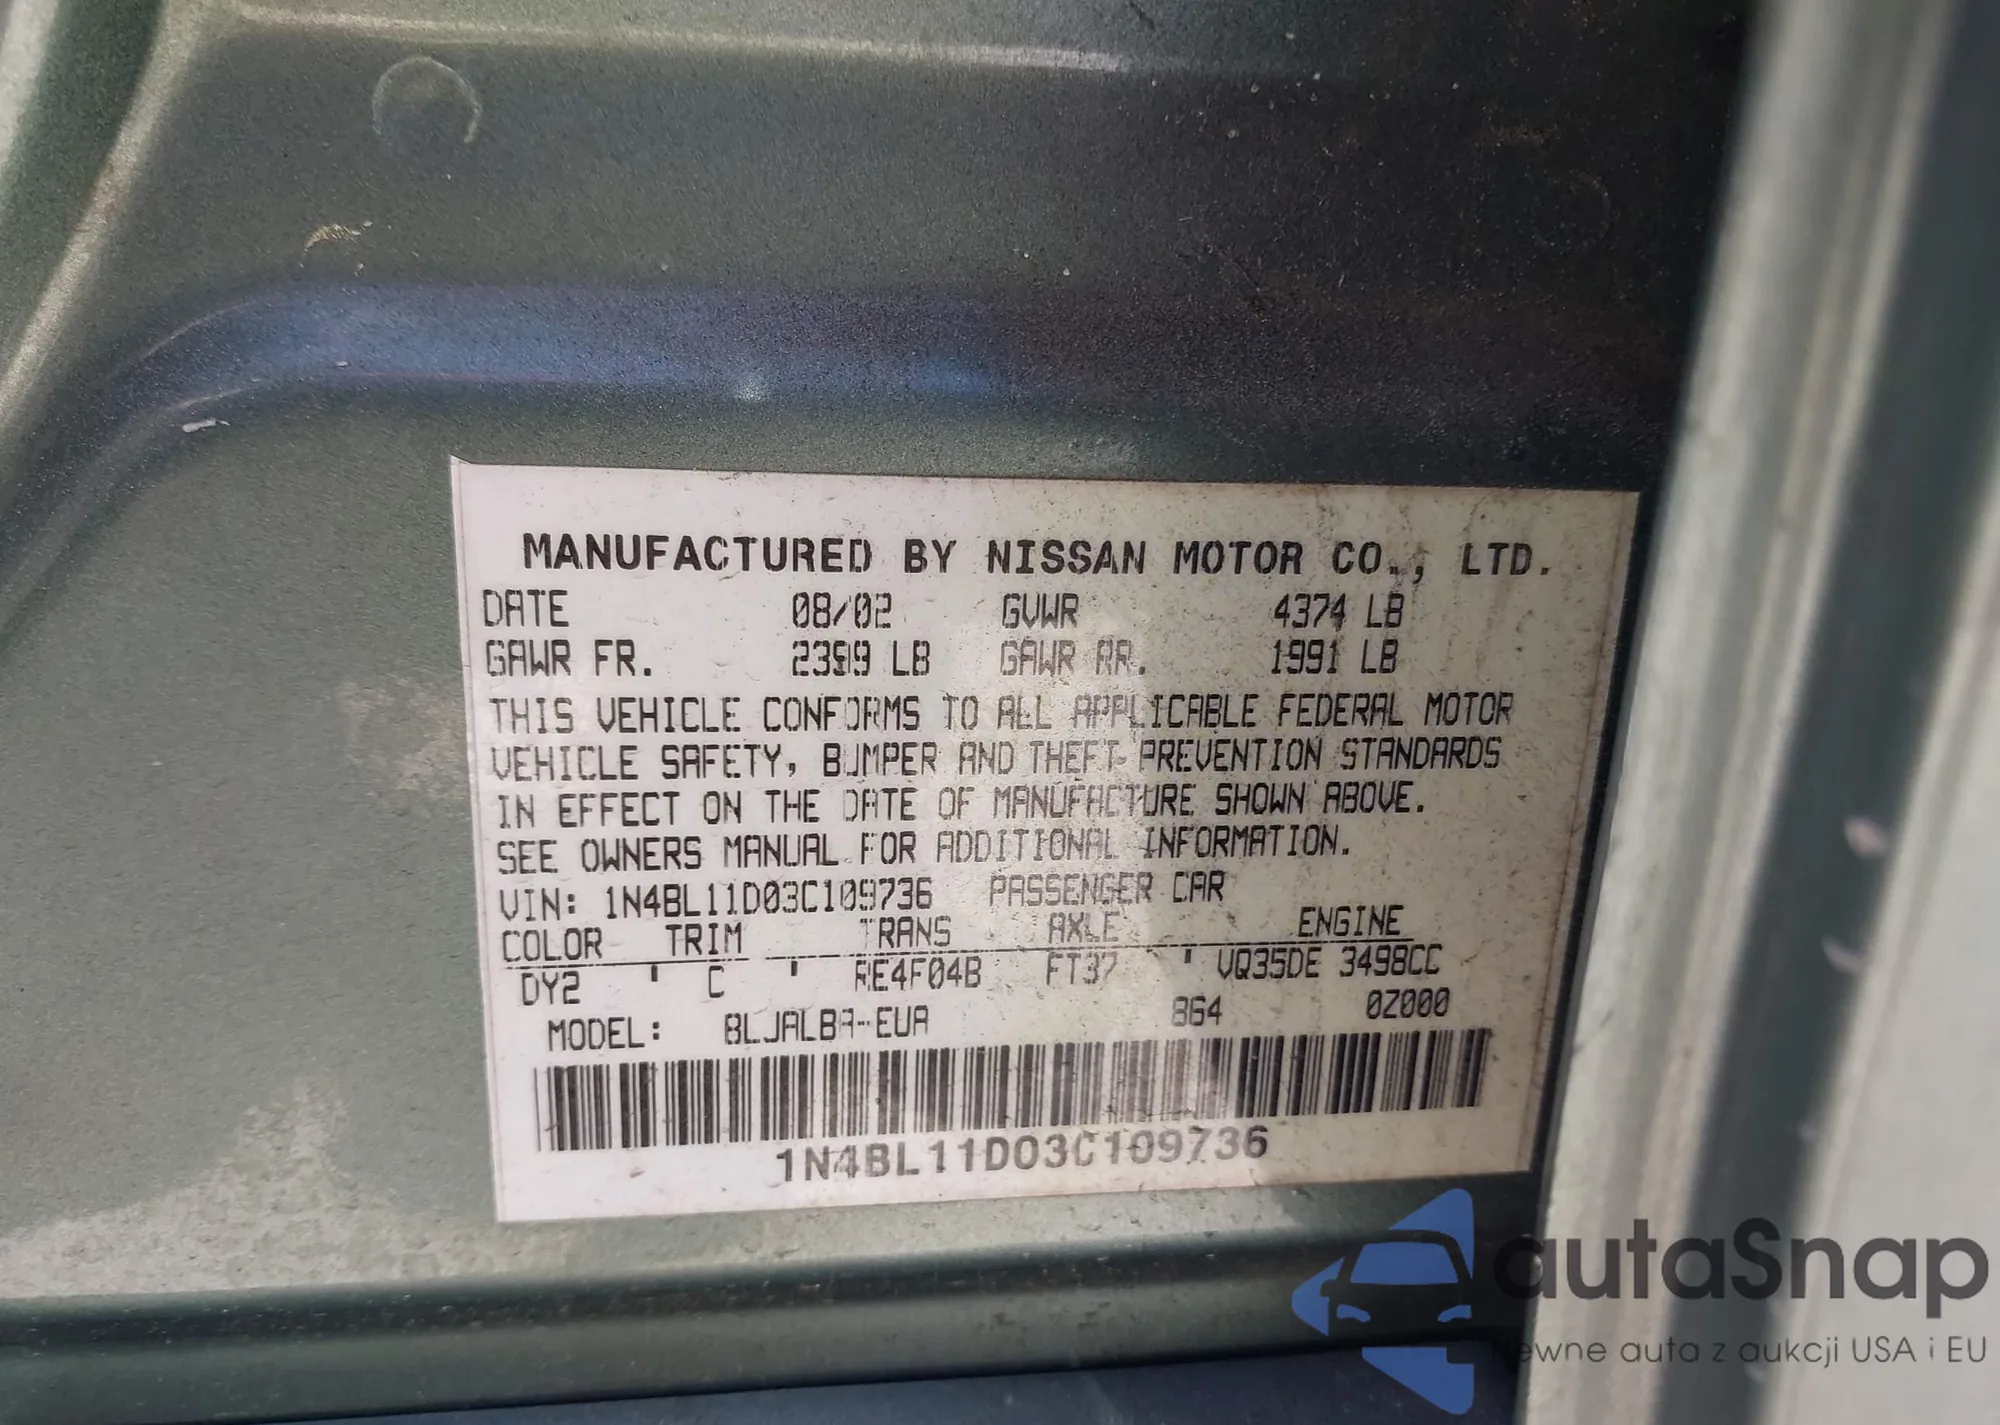 MANUFACTURED BY NISSAN MOTOR CO., LTD.
DATE 08/02 GVWR 4374 LB
GAWR FR. 2399 LB GAWR RR. 1991 LB
THIS VEHICLE CONFORMS TO ALL APPLICABLE FEDERAL MOTOR
VEHICLE SAFETY, BUMPER AND THEFT PREVENTION STANDARDS
IN EFFECT ON THE DATE OF MANUFACTURE SHOWN ABOVE.
SEE OWNERS MANUAL FOR ADDITIONAL INFORMATION.
VIN: 1N4BL11D03C109736 PASSENGER CAR
COLOR TRIM TRANS AXLE ENGINE
DY2 ' C ' RE4F04B FT37 ' VQ35DE 3498CC
MODEL: BLJALBA-EUA 864 0Z000
1N4BL11D03C109736
autaSnap
Pewne auta z aukcji USA i EU